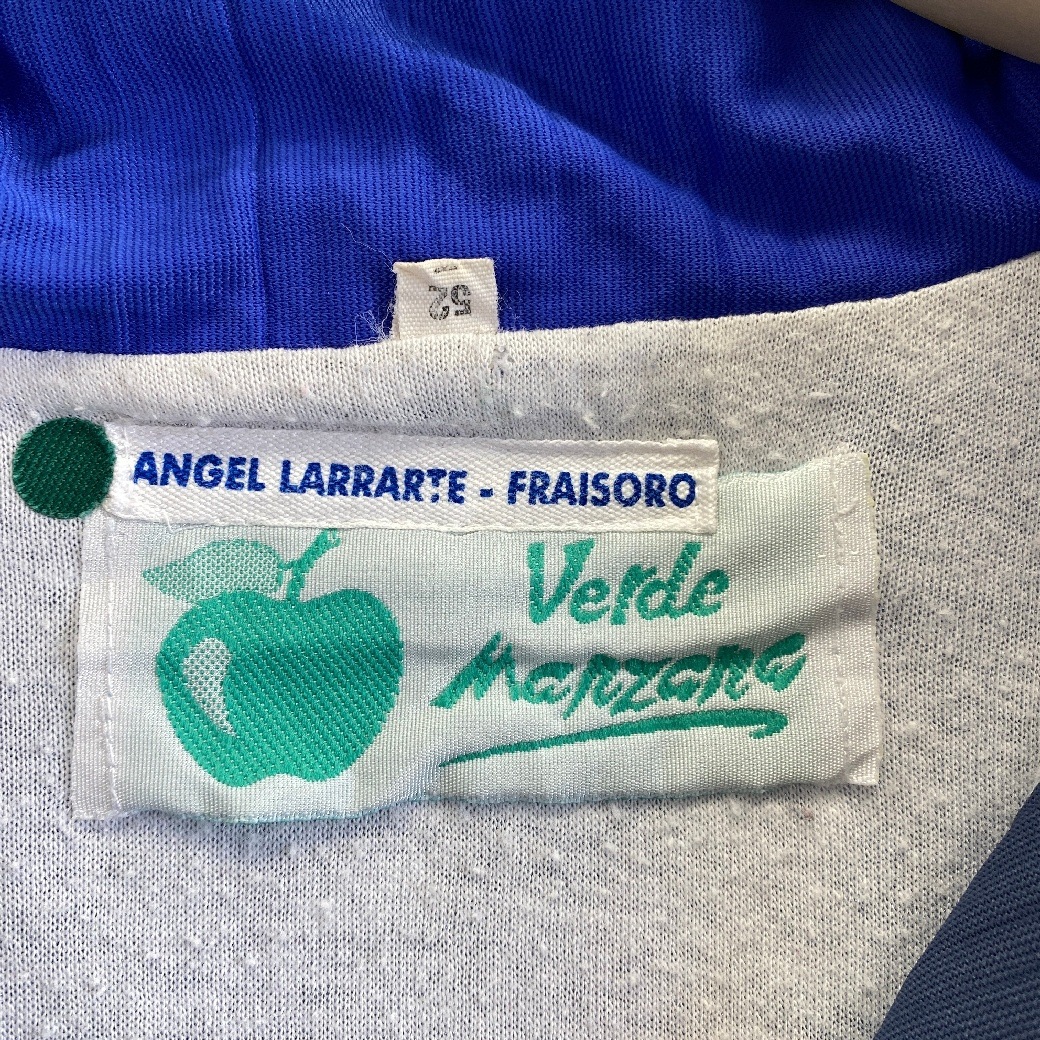 52
ANGEL LARRARTE - FRAISORO
Verde
Manzana